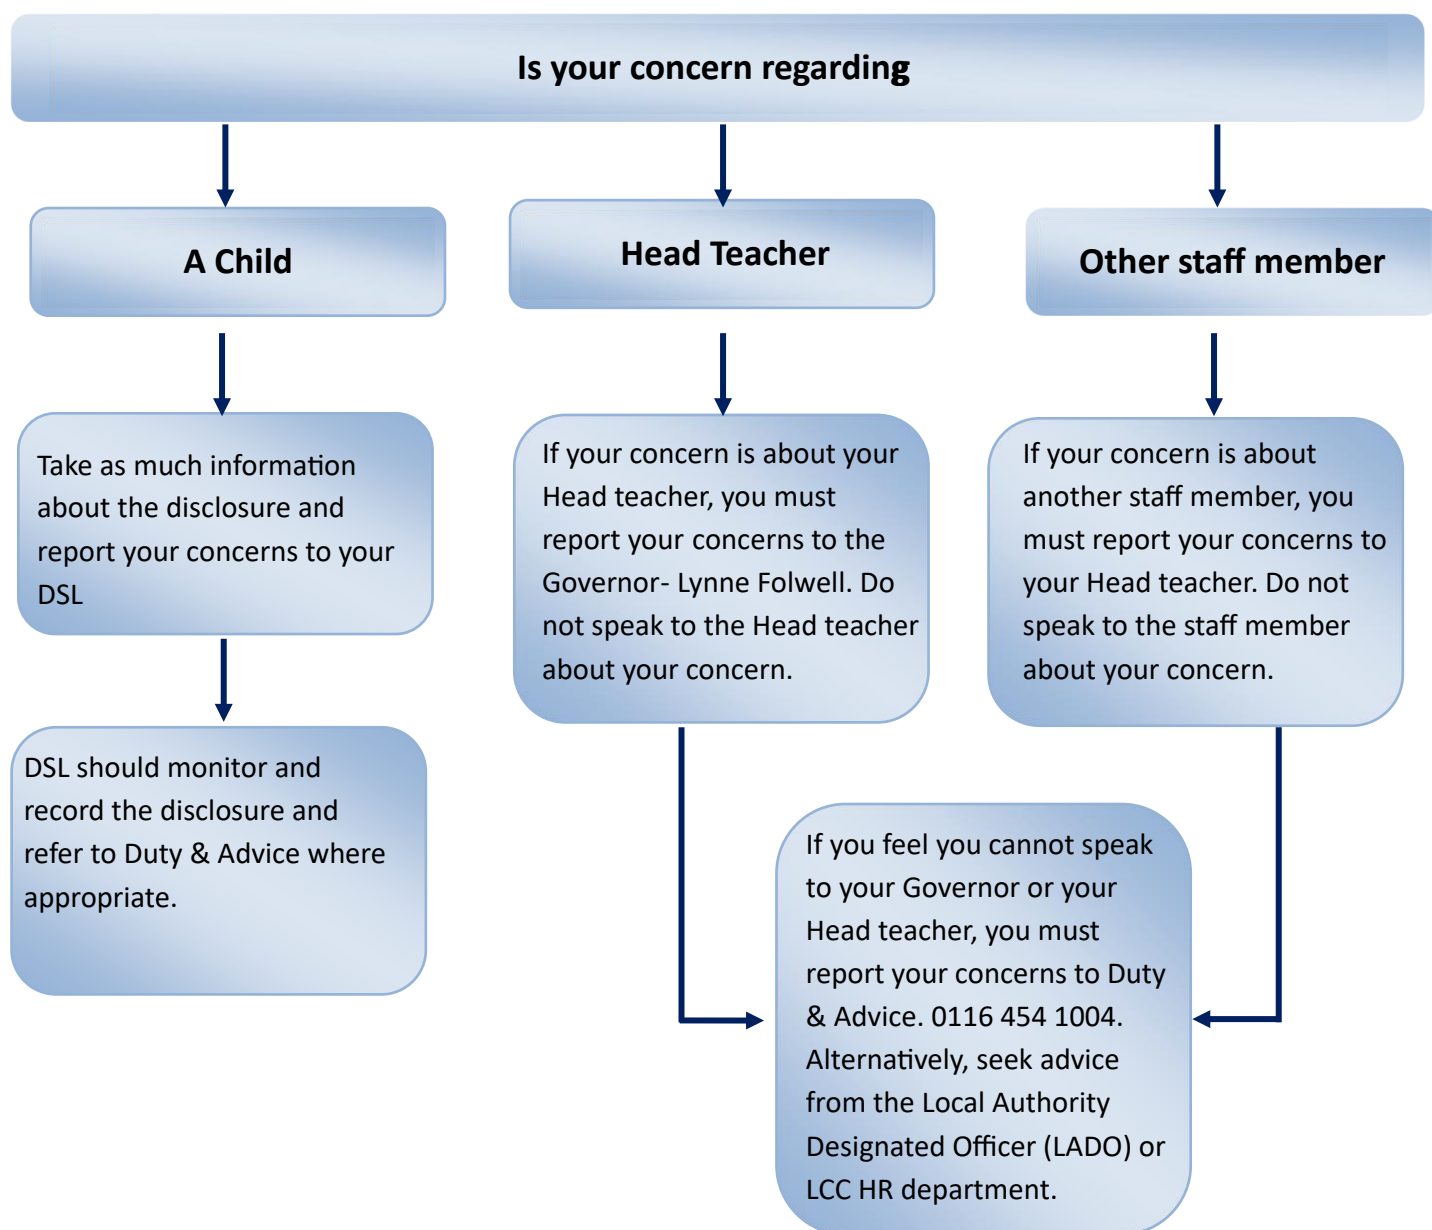 Is your concern regarding
A Child
Head Teacher
Other staff member
Take as much information
about the disclosure and
report your concerns to your
DSL
If your concern is about your
Head teacher, you must
report your concerns to the
Governor- Lynne Folwell. Do
not speak to the Head teacher
about your concern.
If your concern is about
another staff member, you
must report your concerns to
your Head teacher. Do not
speak to the staff member
about your concern.
DSL should monitor and
record the disclosure and
refer to Duty & Advice where
appropriate.
If you feel you cannot speak
to your Governor or your
Head teacher, you must
report your concerns to Duty
& Advice. 0116 454 1004.
Alternatively, seek advice
from the Local Authority
Designated Officer (LADO) or
LCC HR department.